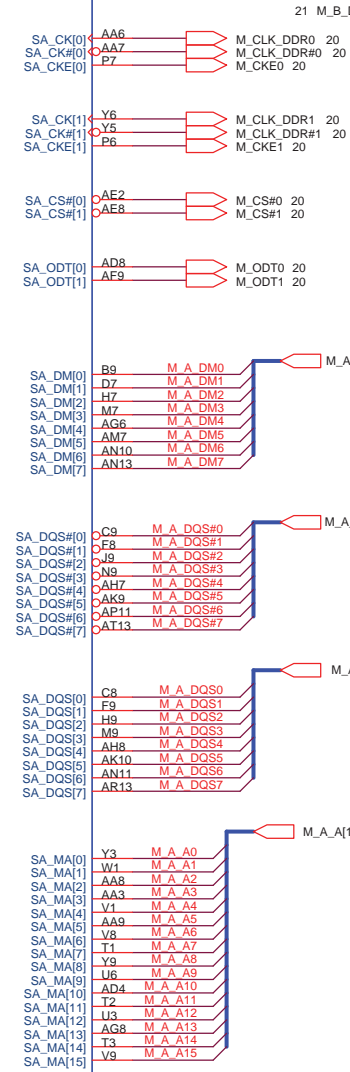 21 M_B_
SA_CK[0] AA6 M_CLK_DDR0 20
SA_CK#[0] AA7 M_CLK_DDR#0 20
SA_CKE[0] P7 M_CKE0 20
SA_CK[1] Y6 M_CLK_DDR1 20
SA_CK#[1] Y5 M_CLK_DDR#1 20
SA_CKE[1] P6 M_CKE1 20
SA_CS#[0] AE2 M_CS#0 20
SA_CS#[1] AE8 M_CS#1 20
SA_ODT[0] AD8 M_ODT0 20
SA_ODT[1] AF9 M_ODT1 20
M_A
SA_DM[0] B9 M_A_DM0
SA_DM[1] D7 M_A_DM1
SA_DM[2] H7 M_A_DM2
SA_DM[3] M7 M_A_DM3
SA_DM[4] AG6 M_A_DM4
SA_DM[5] AM7 M_A_DM5
SA_DM[6] AN10 M_A_DM6
SA_DM[7] AN13 M_A_DM7
M_A_
SA_DQS#[0] C9 M_A_DQS#0
SA_DQS#[1] F8 M_A_DQS#1
SA_DQS#[2] J9 M_A_DQS#2
SA_DQS#[3] N9 M_A_DQS#3
SA_DQS#[4] AH7 M_A_DQS#4
SA_DQS#[5] AK9 M_A_DQS#5
SA_DQS#[6] AP11 M_A_DQS#6
SA_DQS#[7] AT13 M_A_DQS#7
M_A
SA_DQS[0] C8 M_A_DQS0
SA_DQS[1] F9 M_A_DQS1
SA_DQS[2] H9 M_A_DQS2
SA_DQS[3] M9 M_A_DQS3
SA_DQS[4] AH8 M_A_DQS4
SA_DQS[5] AK10 M_A_DQS5
SA_DQS[6] AN11 M_A_DQS6
SA_DQS[7] AR13 M_A_DQS7
M_A_A[1
SA_MA[0] Y3 M_A_A0
SA_MA[1] W1 M_A_A1
SA_MA[2] AA8 M_A_A2
SA_MA[3] AA3 M_A_A3
SA_MA[4] V1 M_A_A4
SA_MA[5] AA9 M_A_A5
SA_MA[6] V8 M_A_A6
SA_MA[7] T1 M_A_A7
SA_MA[8] Y9 M_A_A8
SA_MA[9] U6 M_A_A9
SA_MA[10] AD4 M_A_A10
SA_MA[11] T2 M_A_A11
SA_MA[12] U3 M_A_A12
SA_MA[13] AG8 M_A_A13
SA_MA[14] T3 M_A_A14
SA_MA[15] V9 M_A_A15